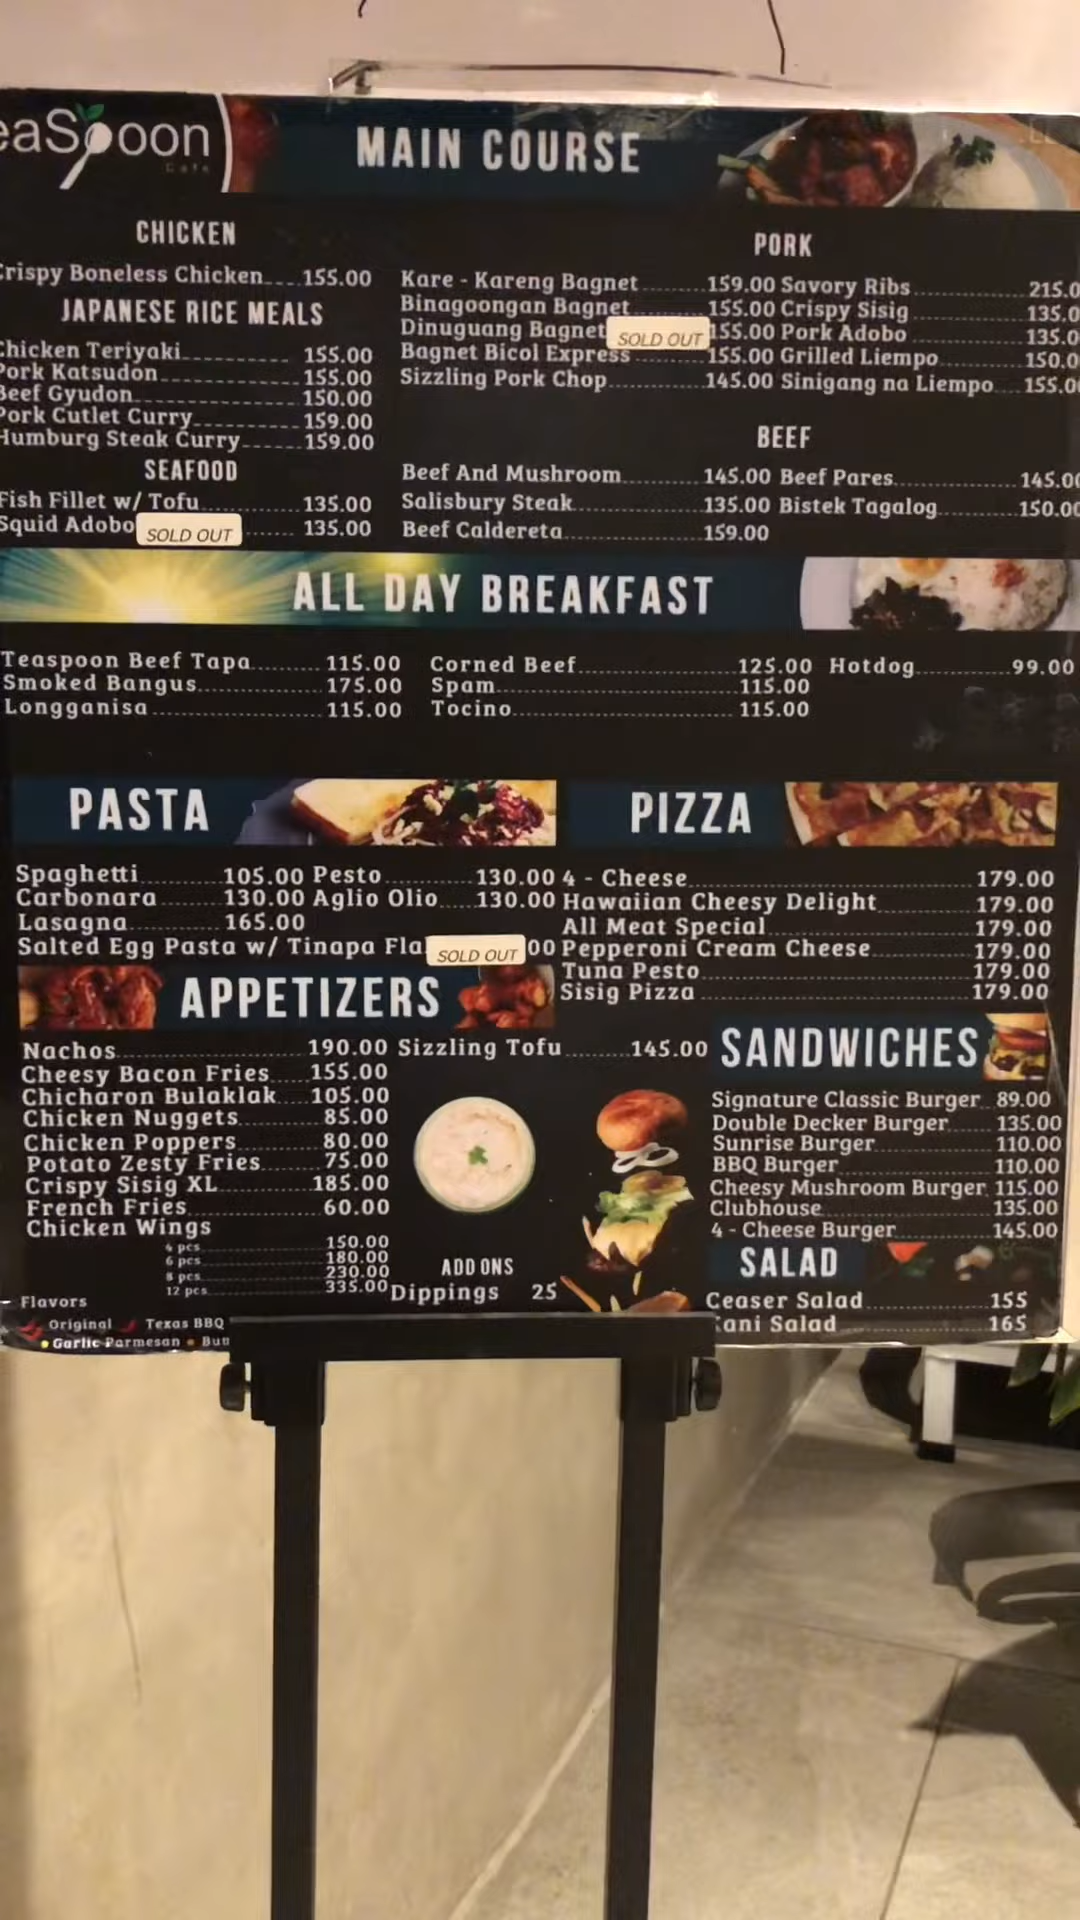 eaSpoon
Cafe
MAIN COURSE
CHICKEN
Crispy Boneless Chicken 155.00
JAPANESE RICE MEALS
Chicken Teriyaki 155.00
Pork Katsudon 155.00
Beef Gyudon 150.00
Pork Cutlet Curry 159.00
Humburg Steak Curry 159.00
SEAFOOD
Fish Fillet w/ Tofu 135.00
Squid Adobo SOLD OUT 135.00
PORK
Kare - Kareng Bagnet 159.00
Binagoongan Bagnet 155.00
Dinuguang Bagnet SOLD OUT 155.00
Bagnet Bicol Express 155.00
Sizzling Pork Chop 145.00
Savory Ribs 215.0
Crispy Sisig 135.0
Pork Adobo 135.0
Grilled Liempo 150.0
Sinigang na Liempo 155.00
BEEF
Beef And Mushroom 145.00
Salisbury Steak 135.00
Beef Caldereta 159.00
Beef Pares 145.00
Bistek Tagalog 150.00
ALL DAY BREAKFAST
Teaspoon Beef Tapa 115.00
Smoked Bangus 175.00
Longganisa 115.00
Corned Beef 125.00
Spam 115.00
Tocino 115.00
Hotdog 99.00
PASTA
Spaghetti 105.00
Carbonara 130.00
Lasagna 165.00
Pesto 130.00
Aglio Olio 130.00
Salted Egg Pasta w/ Tinapa Fla SOLD OUT 00
PIZZA
4 - Cheese 179.00
Hawaiian Cheesy Delight 179.00
All Meat Special 179.00
Pepperoni Cream Cheese 179.00
Tuna Pesto 179.00
Sisig Pizza 179.00
APPETIZERS
Nachos 190.00
Cheesy Bacon Fries 155.00
Chicharon Bulaklak 105.00
Chicken Nuggets 85.00
Chicken Poppers 80.00
Potato Zesty Fries 75.00
Crispy Sisig XL 185.00
French Fries 60.00
Chicken Wings
4 pcs 150.00
6 pcs 180.00
8 pcs 230.00
12 pcs 335.00
Flavors
Original Texas BBQ
Garlic Parmesan
Sizzling Tofu 145.00
ADD ONS
Dippings 25
SANDWICHES
Signature Classic Burger 89.00
Double Decker Burger 135.00
Sunrise Burger 110.00
BBQ Burger 110.00
Cheesy Mushroom Burger 115.00
Clubhouse 135.00
4 - Cheese Burger 145.00
SALAD
Ceaser Salad 155
Kani Salad 165